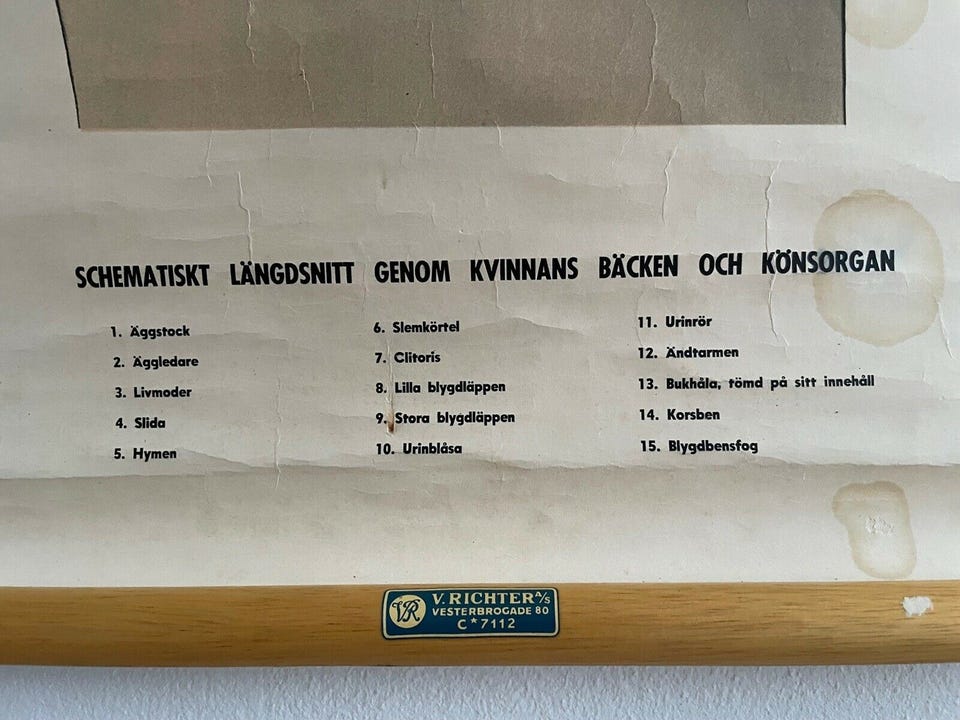 SCHEMATISKT LÄNGDSNITT GENOM KVINNANS BÄCKEN OCH KÖNSORGAN
1. Äggstock
2. Äggledare
3. Livmoder
4. Slida
5. Hymen
6. Slemkörtel
7. Clitoris
8. Lilla blygdläppen
9. Stora blygdläppen
10. Urinblåsa
11. Urinrör
12. Ändtarmen
13. Bukhåla, tömd på sitt innehåll
14. Korsben
15. Blygdbensfog
VR
V. RICHTER A/S
VESTERBROGADE 80
C*7112